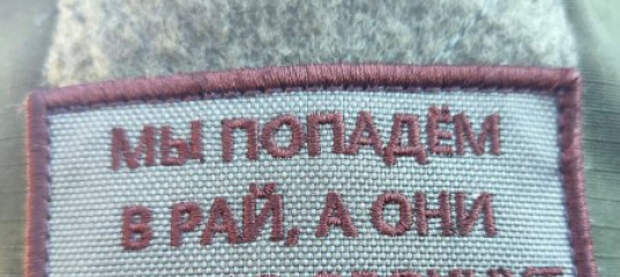 МЫ ПОПАДЁМ
В РАЙ, А ОНИ